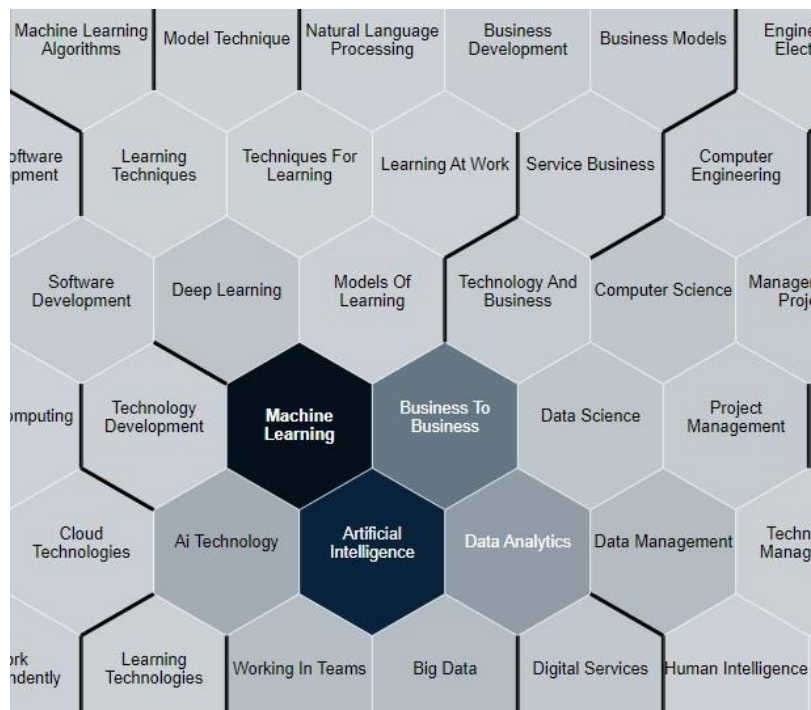 Machine Learning
Algorithms
Model Technique
Natural Language
Processing
Business
Development
Business Models
Learning
Techniques
Techniques For
Learning
Learning At Work
Service Business
Computer
Engineering
Software
Development
Deep Learning
Models Of
Learning
Technology And
Business
Computer Science
Technology
Development
Machine
Learning
Business To
Business
Data Science
Project
Management
Cloud
Technologies
Ai Technology
Artificial
Intelligence
Data Analytics
Data Management
Learning
Technologies
Working In Teams
Big Data
Digital Services
Human Intelligence